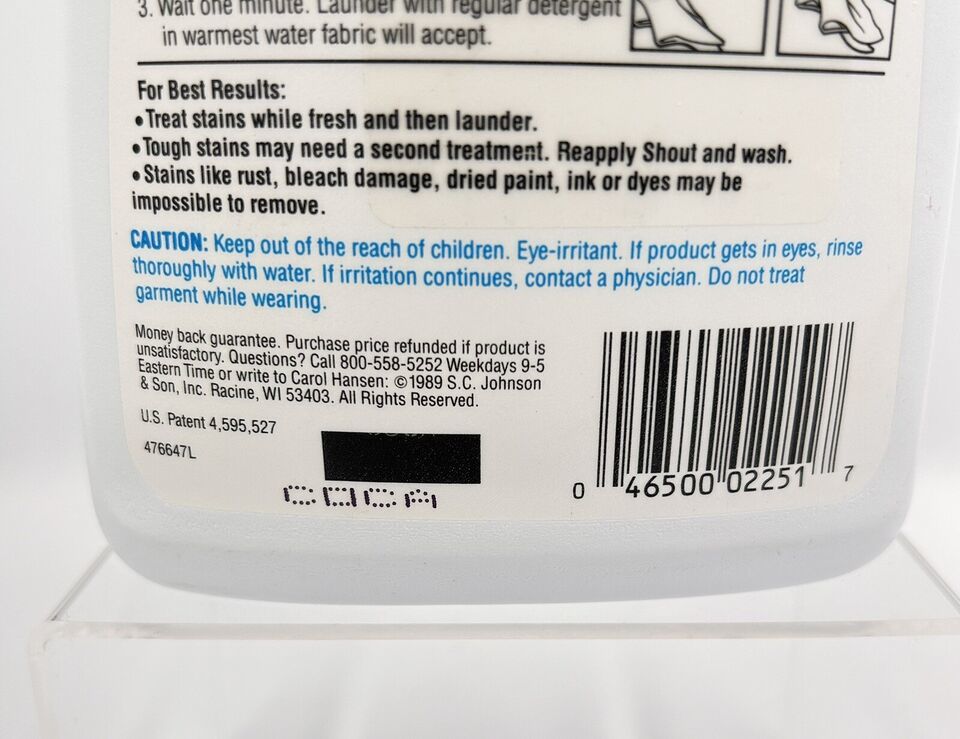 3. Wait one minute. Launder with regular detergent
in warmest water fabric will accept.
For Best Results:
•Treat stains while fresh and then launder.
•Tough stains may need a second treatment. Reapply Shout and wash.
•Stains like rust, bleach damage, dried paint, ink or dyes may be
impossible to remove.
CAUTION: Keep out of the reach of children. Eye-irritant. If product gets in eyes, rinse
thoroughly with water. If irritation continues, contact a physician. Do not treat
garment while wearing.
Money back guarantee. Purchase price refunded if product is
unsatisfactory. Questions? Call 800-558-5252 Weekdays 9-5
Eastern Time or write to Carol Hansen: ©1989 S.C. Johnson
& Son, Inc. Racine, WI 53403. All Rights Reserved.
U.S. Patent 4,595,527
476647L
0 46500 02251 7